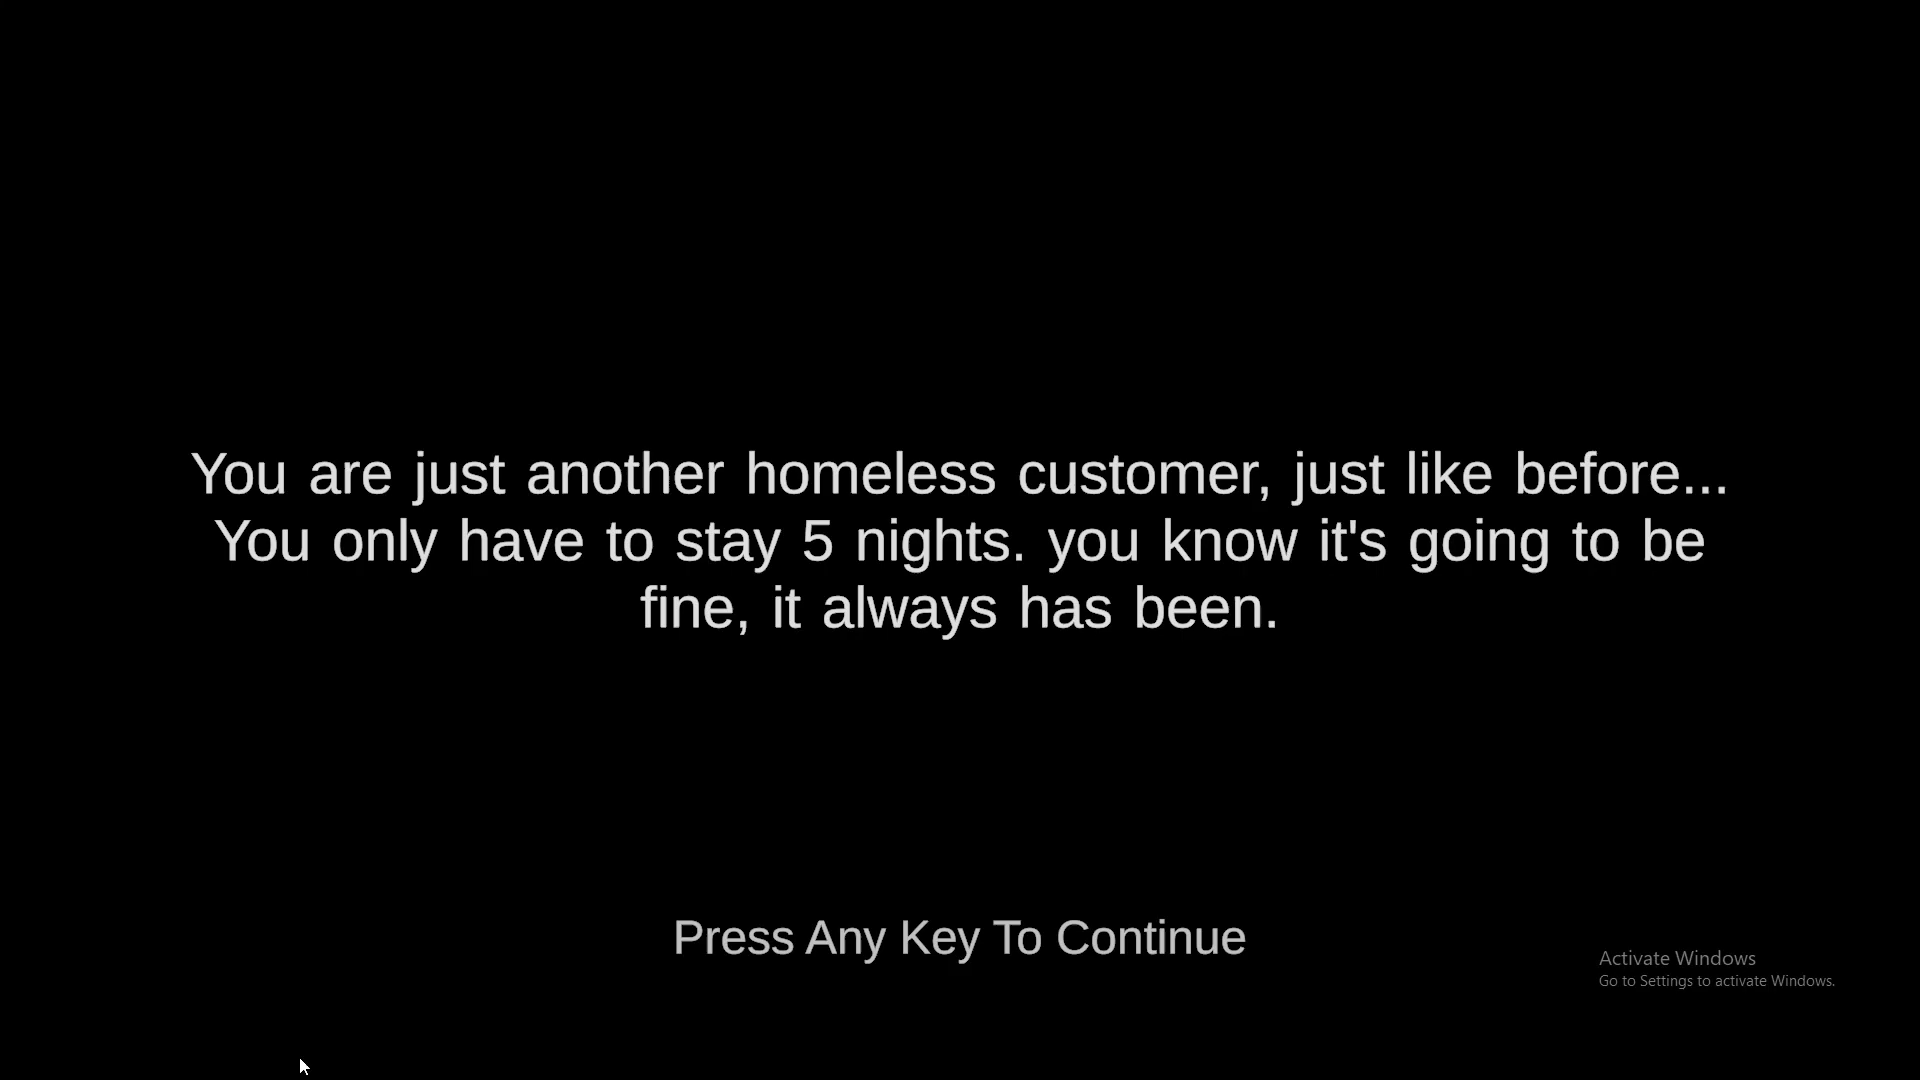 You are just another homeless customer, just like before...
You only have to stay 5 nights. you know it's going to be
fine, it always has been.
Press Any Key To Continue
Activate Windows
Go to Settings to activate Windows.